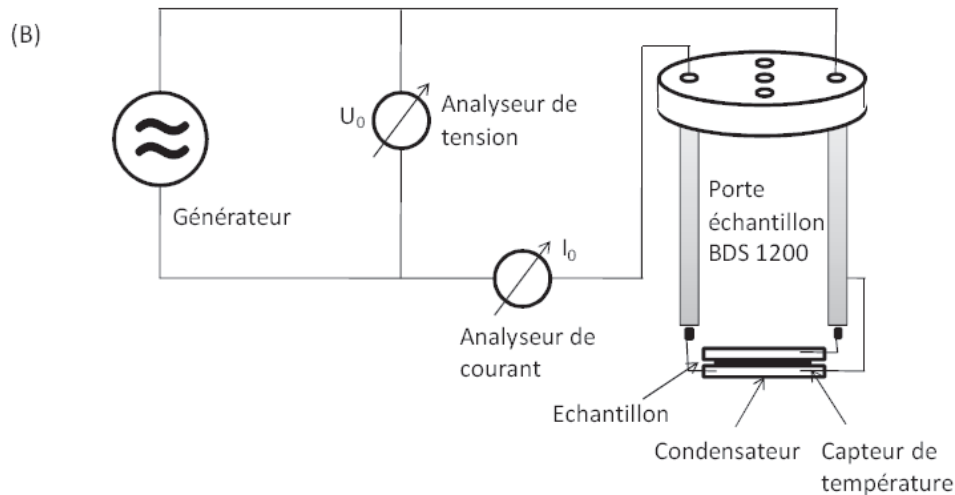 (B)
U₀
Analyseur de
tension
Générateur
Porte
échantillon
BDS 1200
I₀
Analyseur de
courant
Echantillon
Condensateur
Capteur de
température